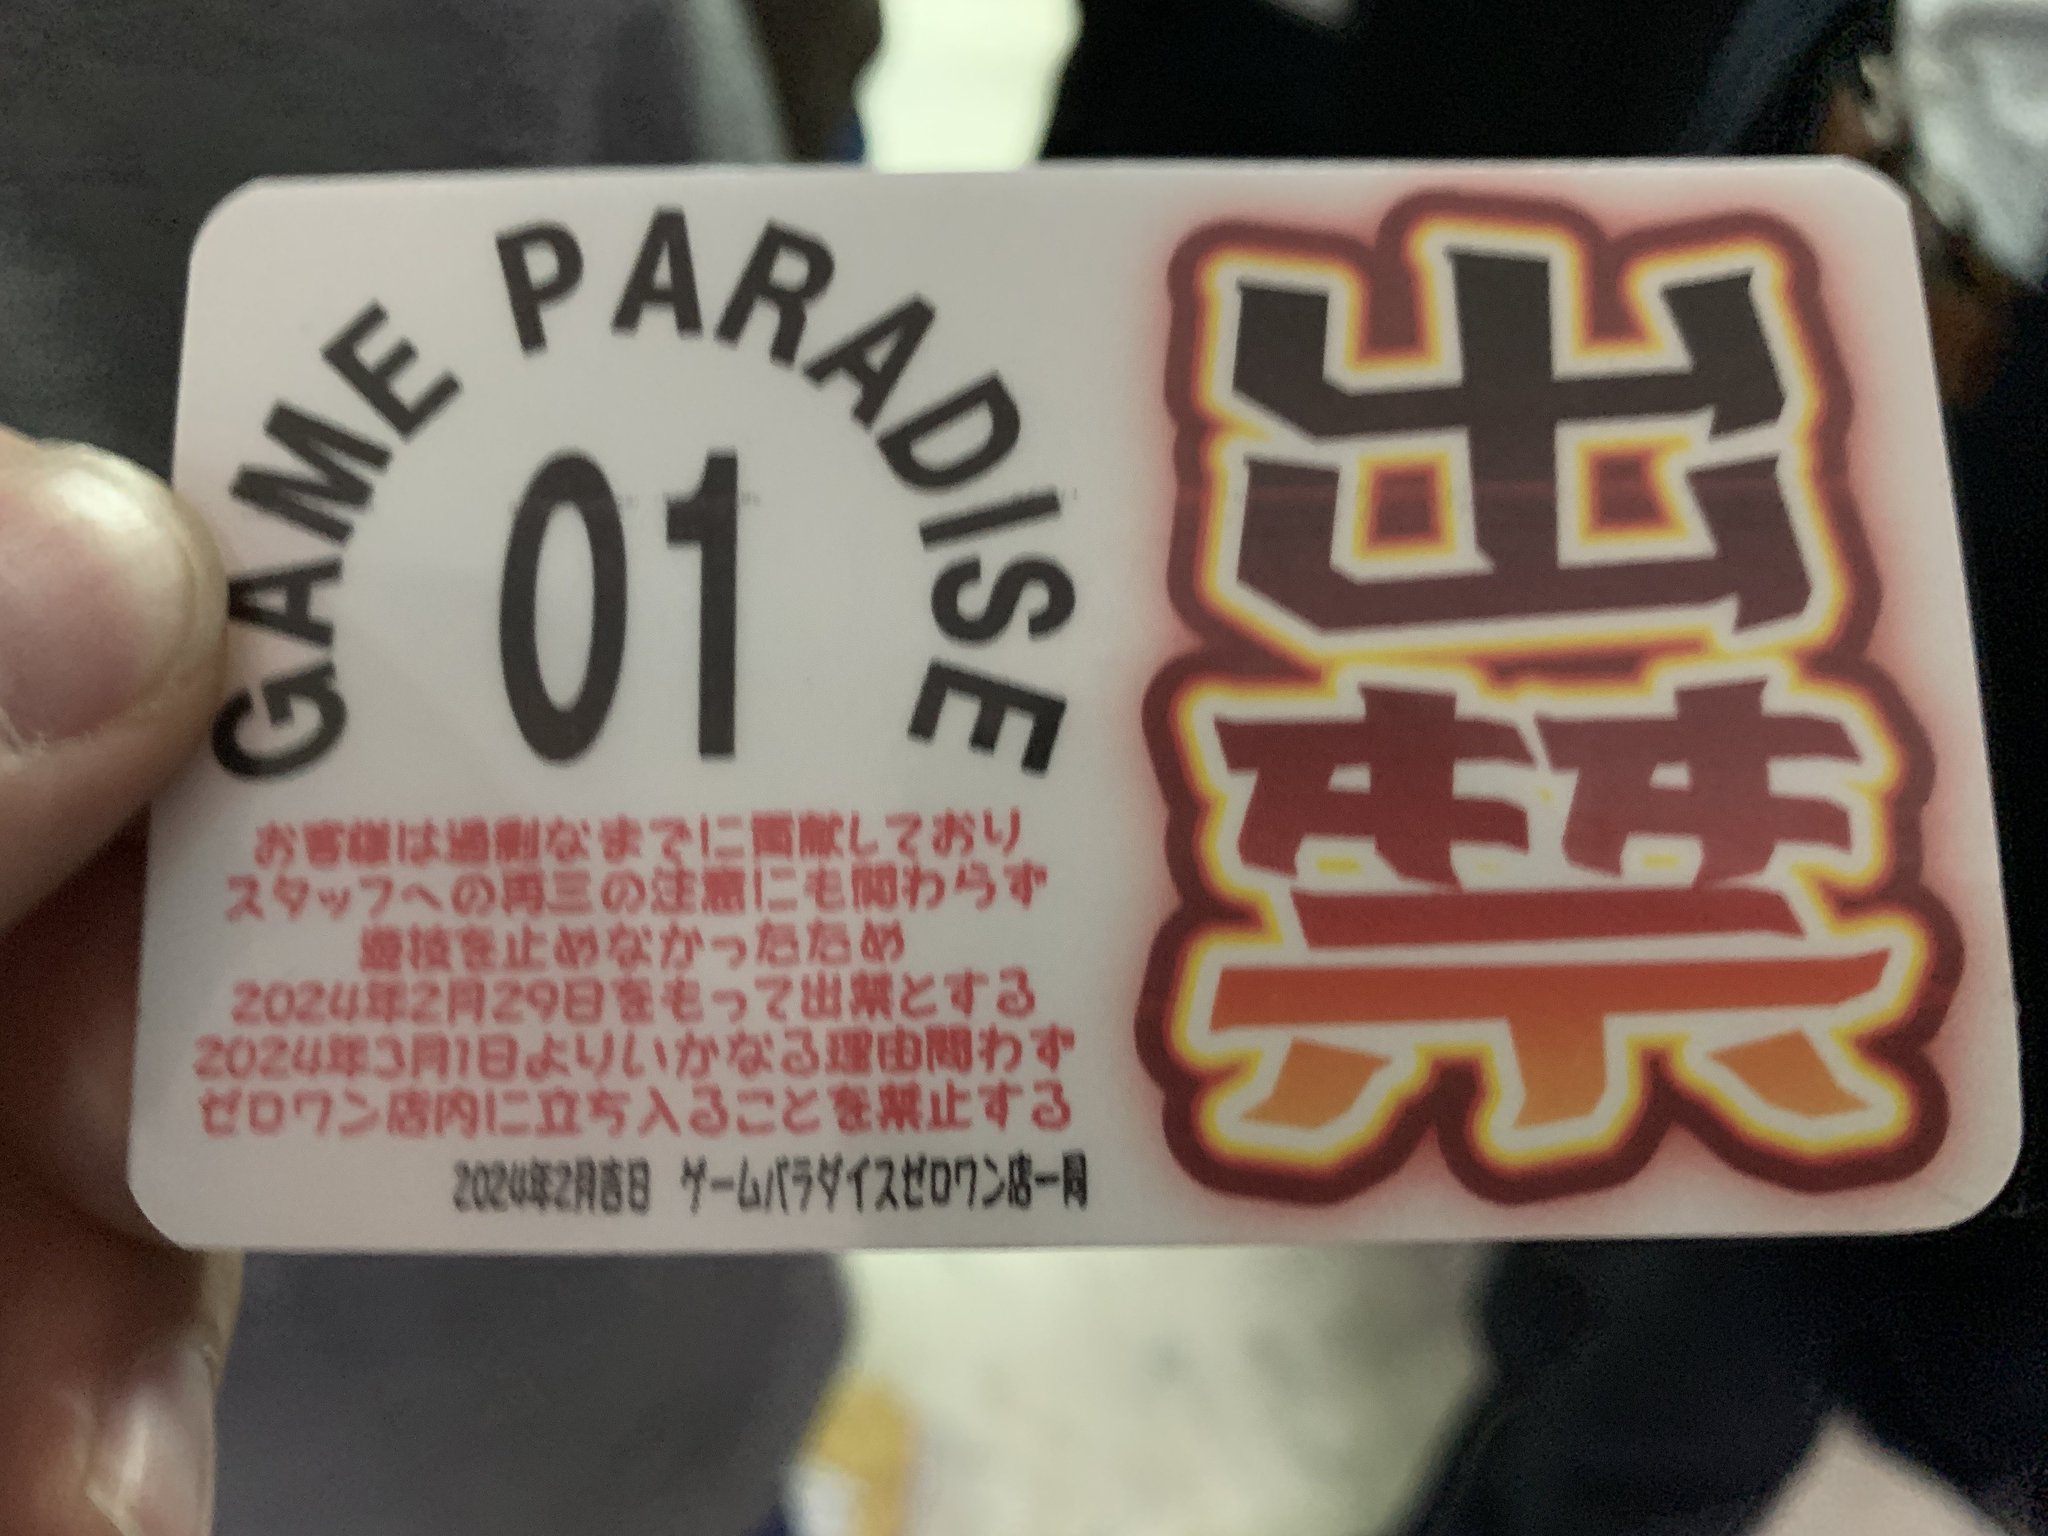 GAME PARADISE
01
お客様は過剰なまでに貢献しており
スタッフへの再三の注意にも関わらず
遊技を止めなかったため
2024年2月29日をもって出禁とする
2024年3月1日よりいかなる理由問わず
ゼロワン店内に立ち入ることを禁止する
2024年2月吉日 ゲームパラダイスゼロワン店一同
出禁